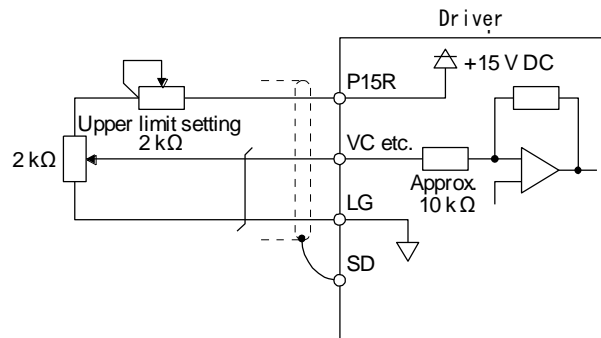 Driver
P15R
+15 V DC
Upper limit setting
2 kΩ
2 kΩ
VC etc.
Approx.
10 kΩ
LG
SD